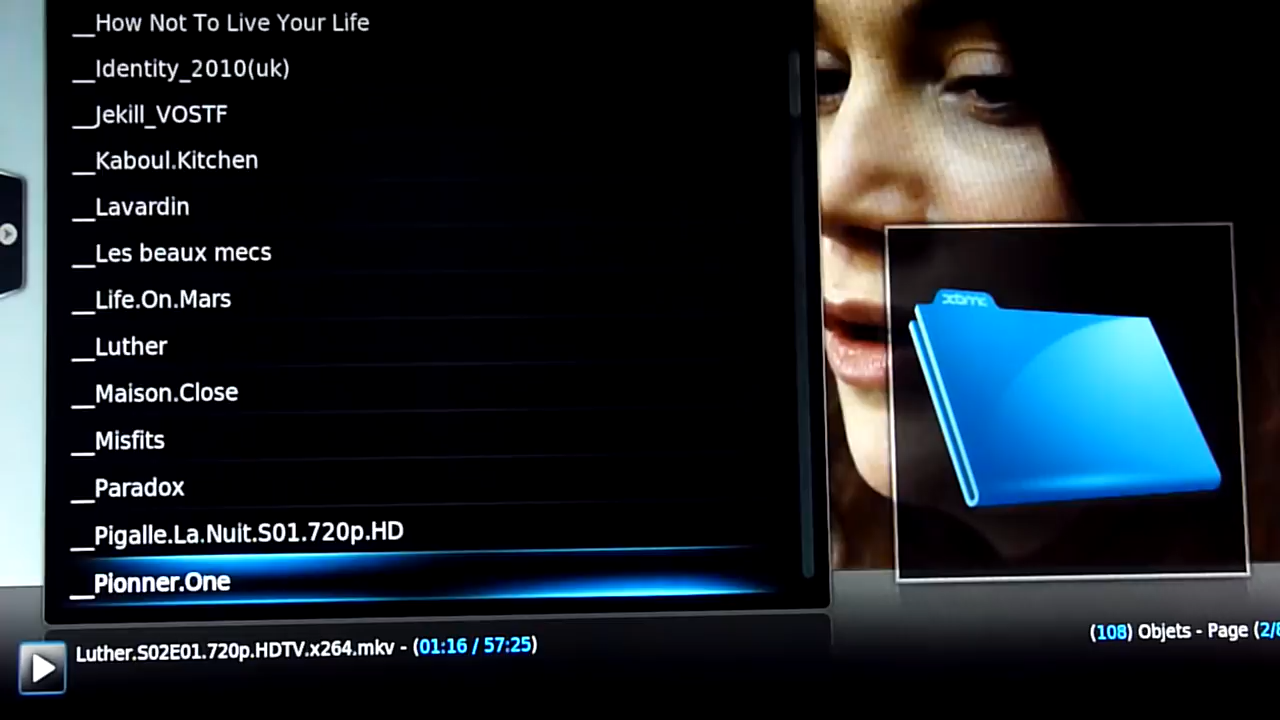 __How Not To Live Your Life
__Identity_2010(uk)
__Jekill_VOSTF
__Kaboul.Kitchen
__Lavardin
__Les beaux mecs
__Life.On.Mars
__Luther
__Maison.Close
__Misfits
__Paradox
__Pigalle.La.Nuit.S01.720p.HD
__Pionner.One
xbmc
Luther.S02E01.720p.HDTV.x264.mkv - (01:16 / 57:25)
(108) Objets - Page (2/8